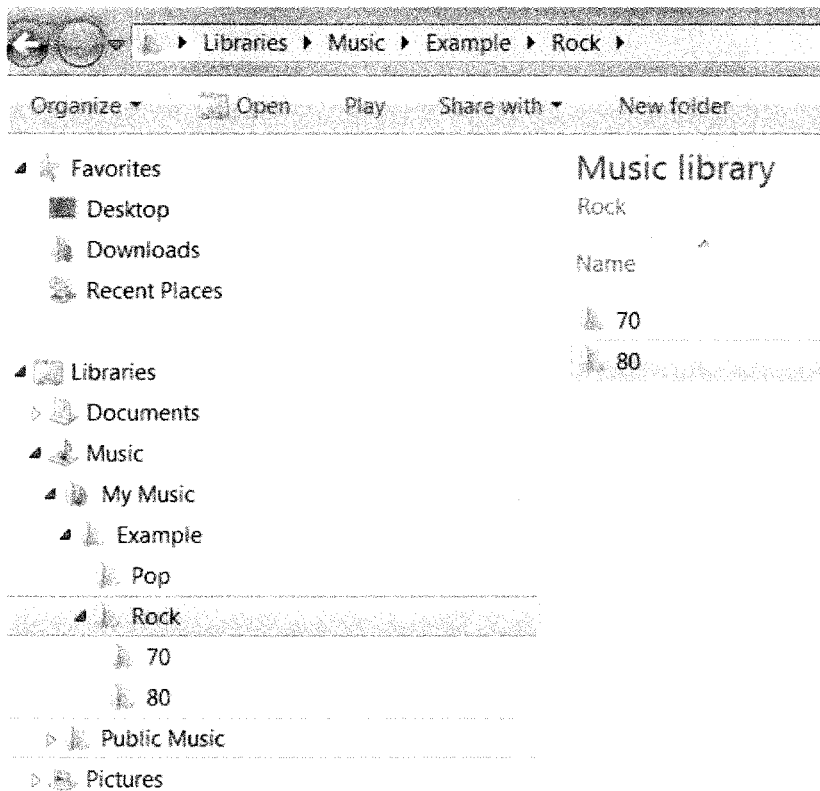 Libraries Music Example Rock
Organize Open Play Share with New folder
Favorites
Desktop
Downloads
Recent Places
Libraries
Documents
Music
My Music
Example
Pop
Rock
70
80
Public Music
Pictures
Music library
Rock
Name
70
80